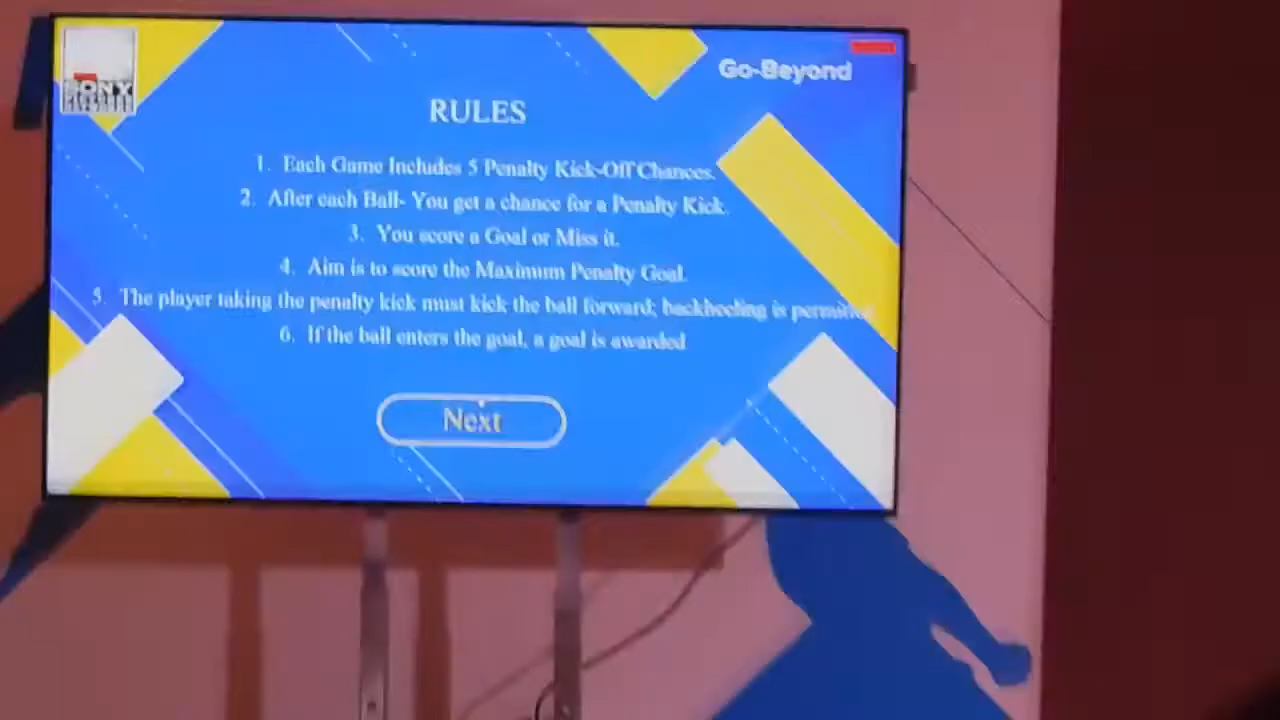 SONY
Go-Beyond
RULES
1. Each Game Includes 5 Penalty Kick-Off Chances.
2. After each Ball- You get a chance for a Penalty Kick.
3. You score a Goal or Miss it.
4. Aim is to score the Maximum Penalty Goal.
5. The player taking the penalty kick must kick the ball forward; backheeling is permitted
6. If the ball enters the goal, a goal is awarded
Next